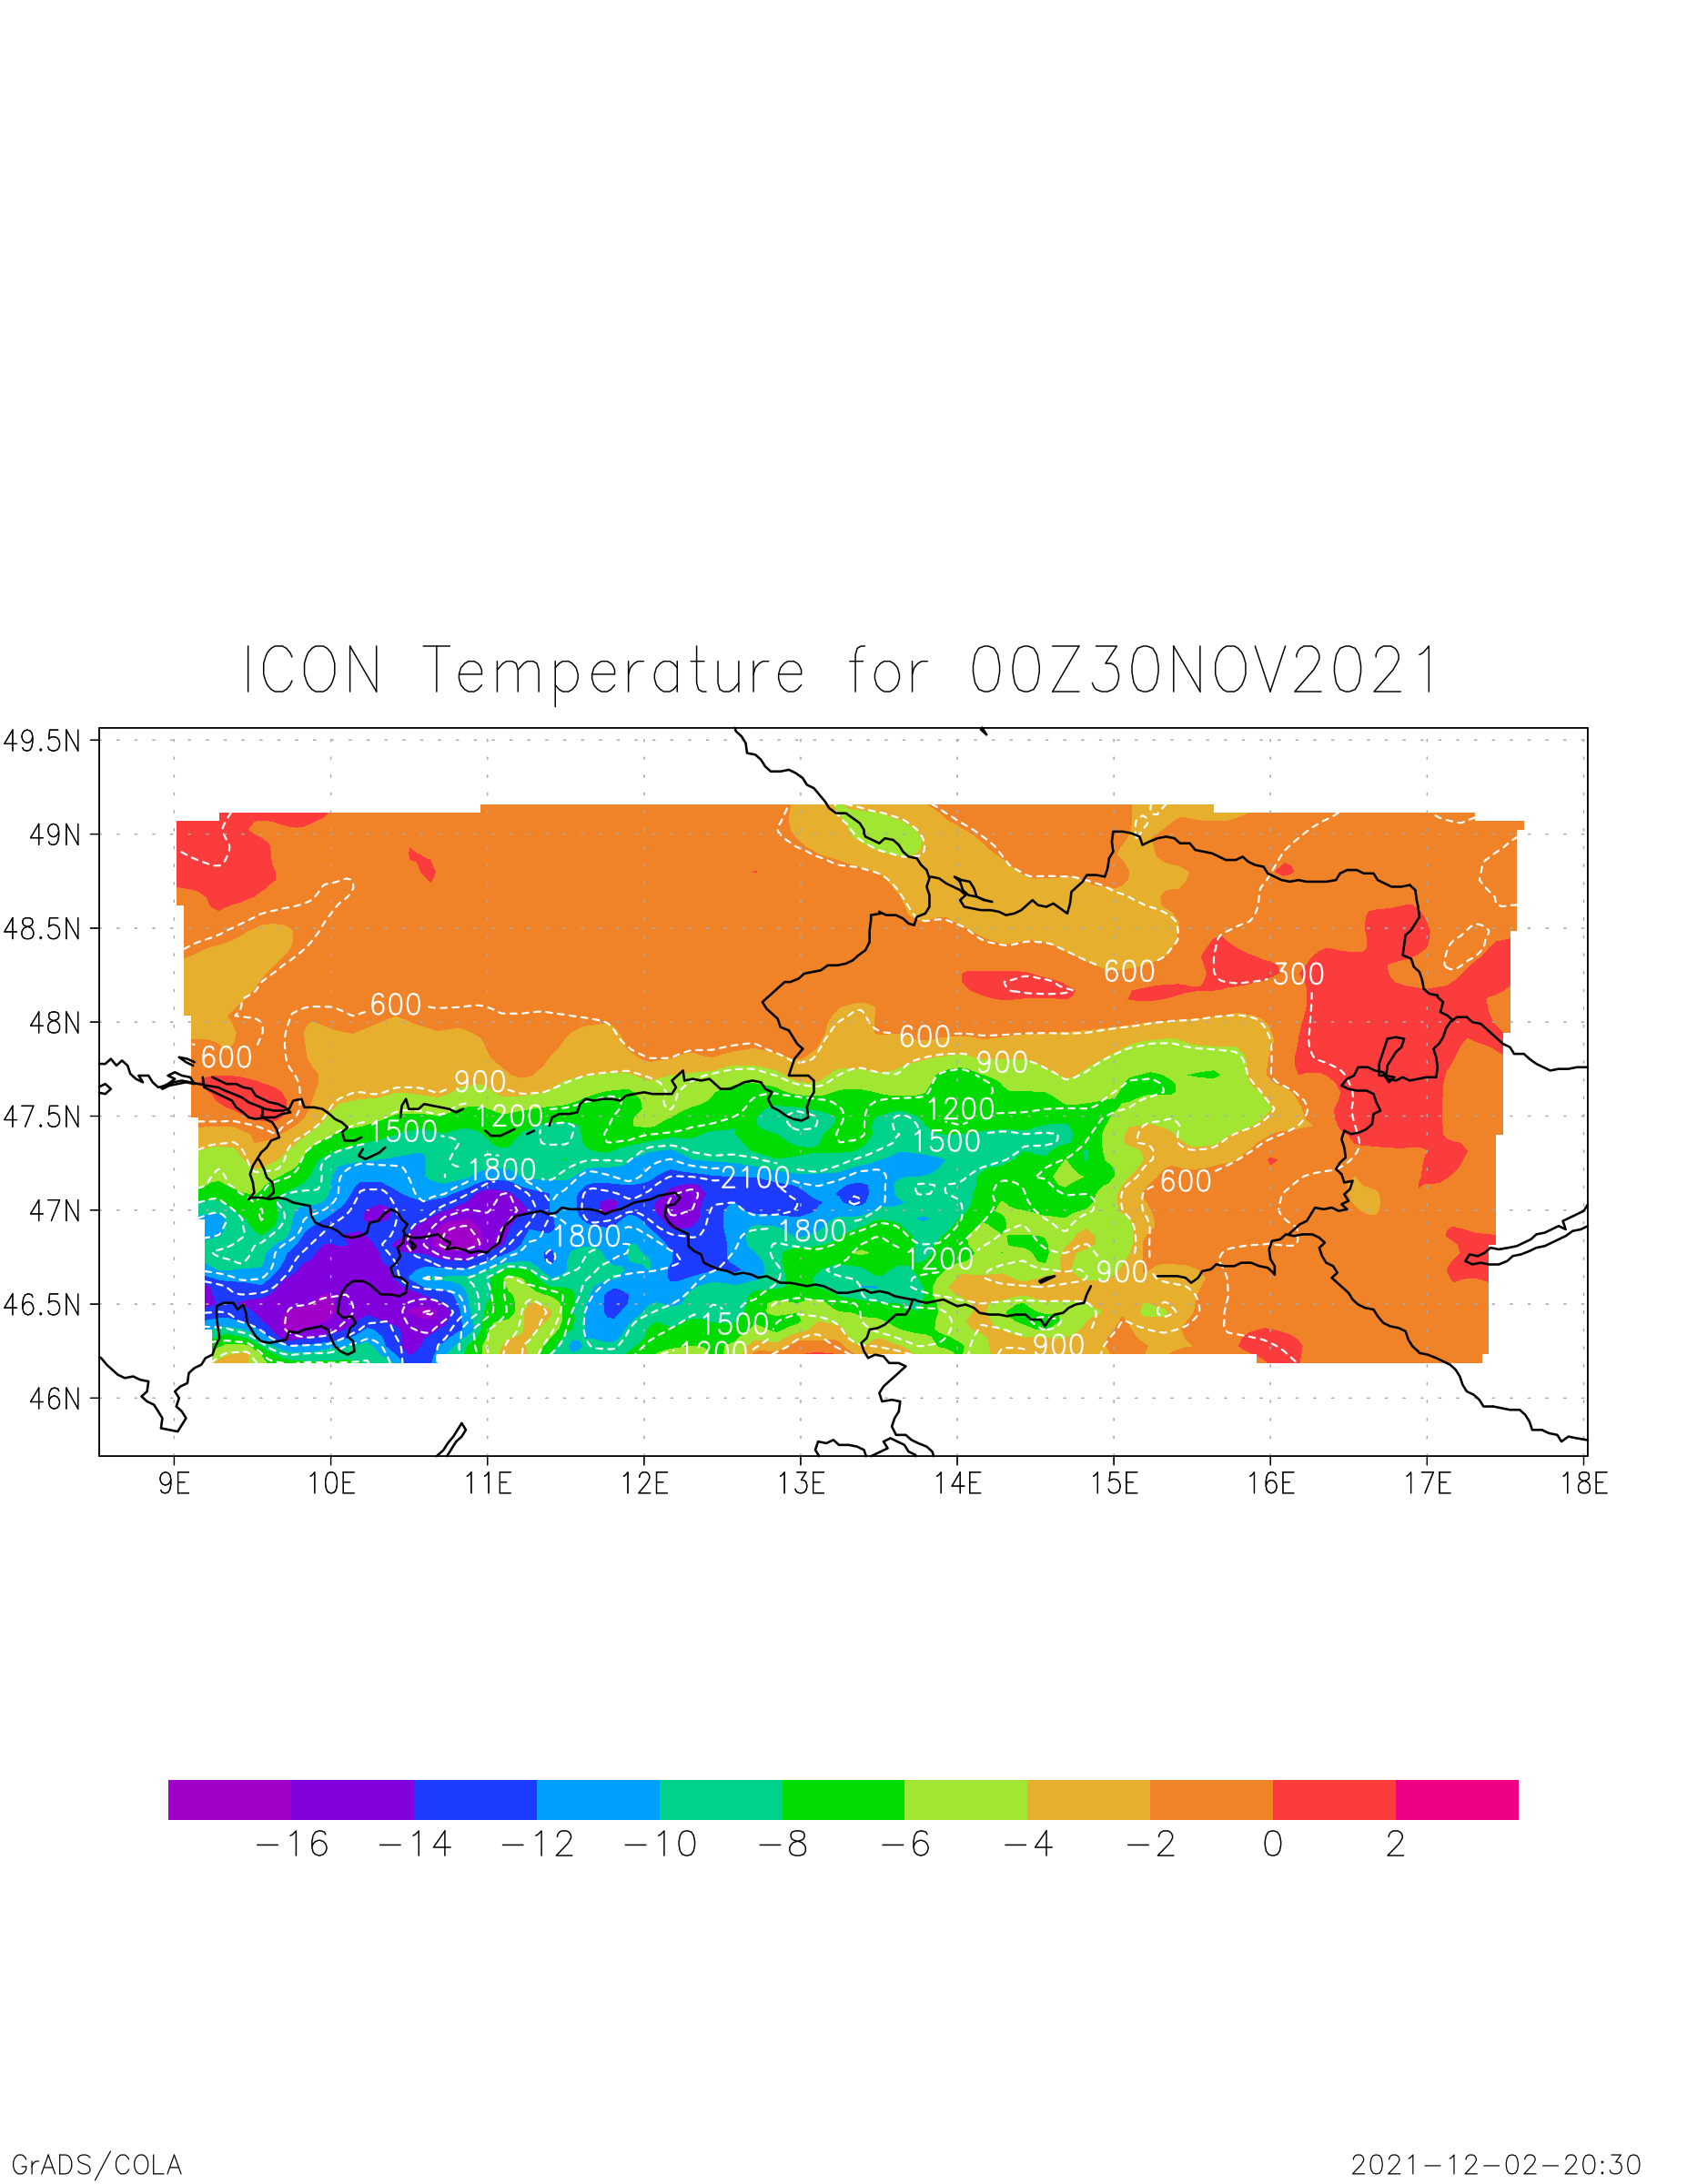 ICON Temperature for 00Z30NOV2021
49.5N
49N
48.5N
48N
47.5N
47N
46.5N
46N
600
300
600
600
600
900
900
1200
1200
1500
1500
1800
2100
600
1800
1800
1200
900
1500
900
1200
9E 10E 11E 12E 13E 14E 15E 16E 17E 18E
−16 −14 −12 −10 −8 −6 −4 −2 0 2
GrADS/COLA
2021−12−02−20:30